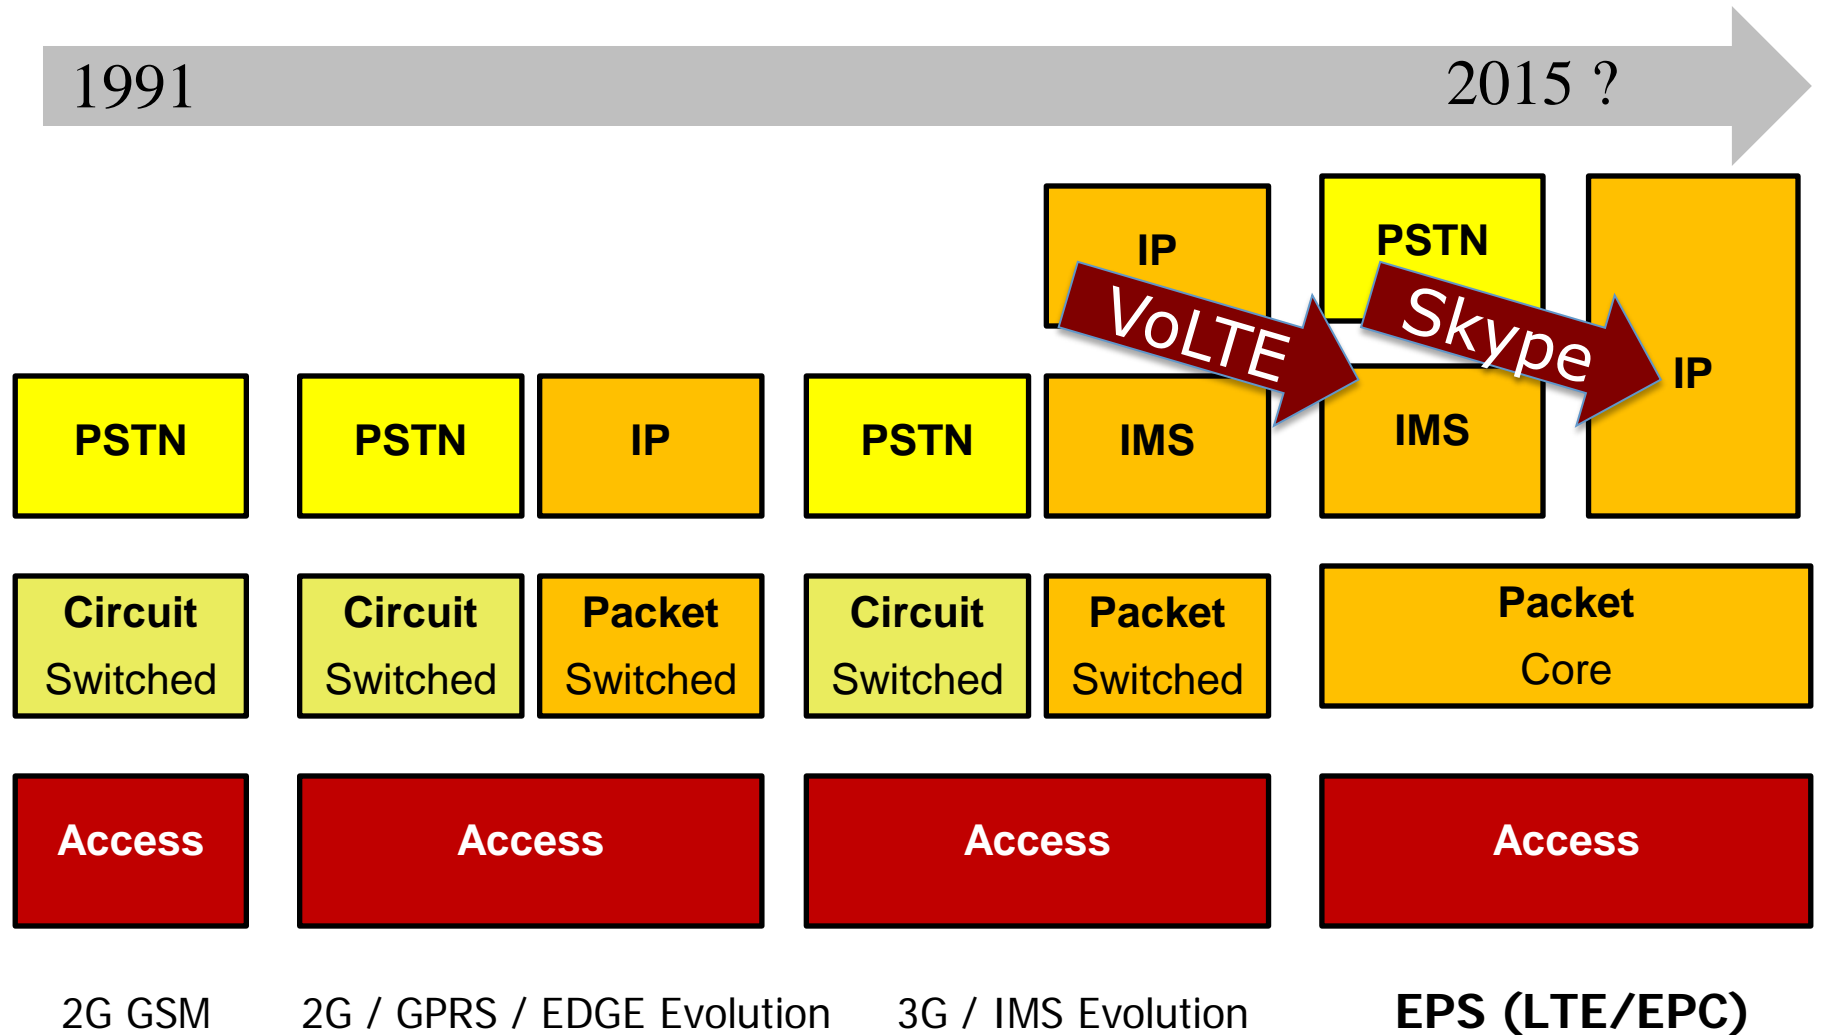 1991
2015 ?
IP
PSTN
VoLTE
Skype
PSTN
PSTN
IP
PSTN
IMS
IMS
IP
Circuit
Switched
Circuit
Switched
Packet
Switched
Circuit
Switched
Packet
Switched
Packet
Core
Access
Access
Access
Access
2G GSM
2G / GPRS / EDGE Evolution
3G / IMS Evolution
EPS (LTE/EPC)